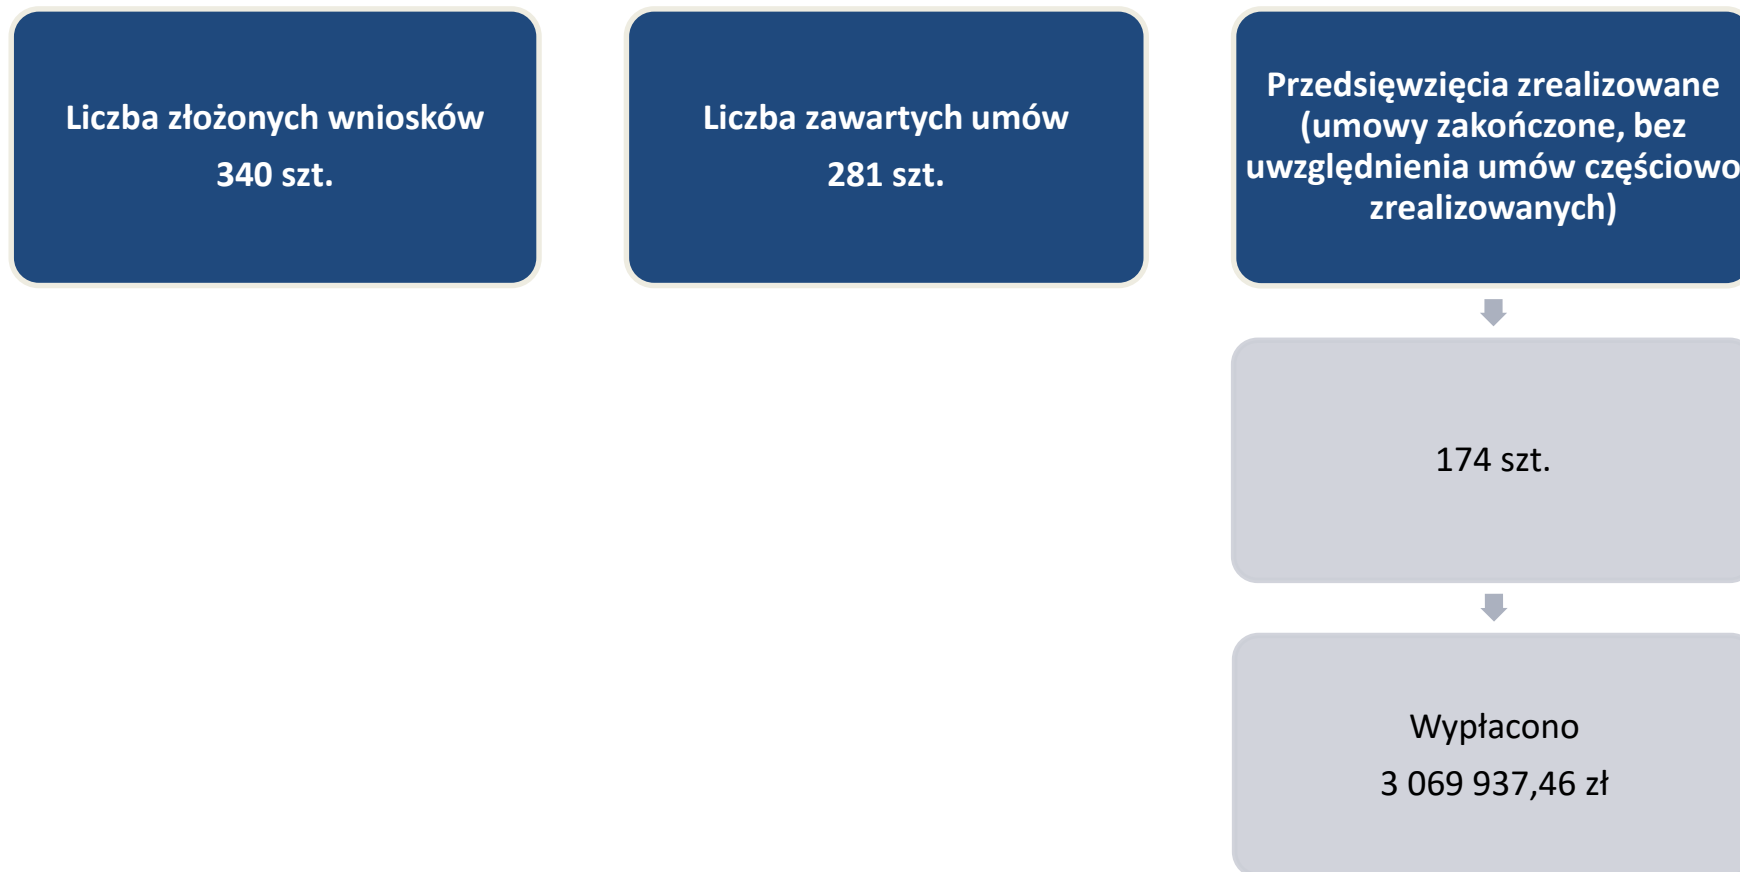 Liczba złożonych wniosków
340 szt.
Liczba zawartych umów
281 szt.
Przedsięwzięcia zrealizowane
(umowy zakończone, bez
uwzględnienia umów częściowo
zrealizowanych)
174 szt.
Wypłacono
3 069 937,46 zł